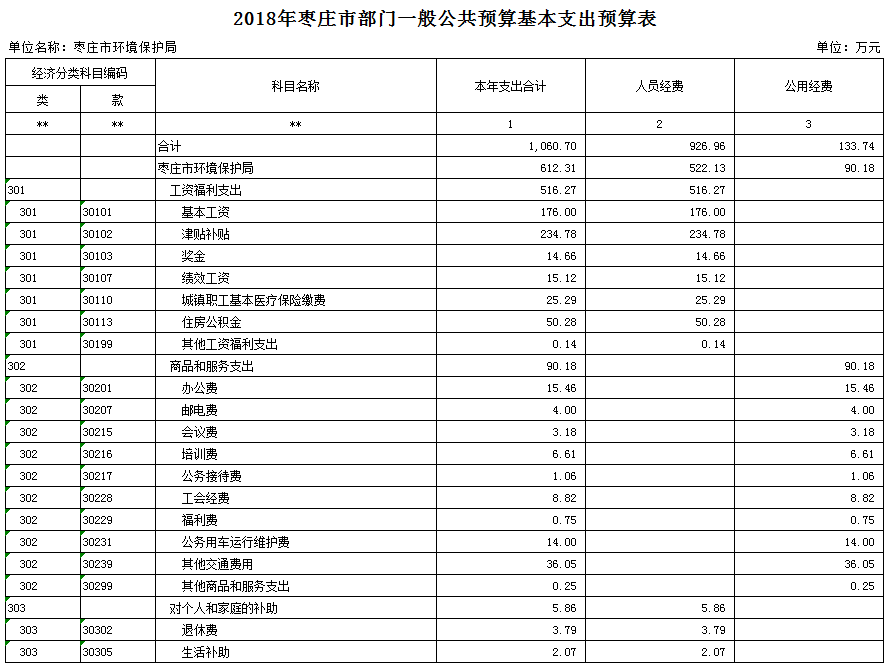 2018年枣庄市部门一般公共预算基本支出预算表
单位名称：枣庄市环境保护局 单位：万元
经济分类科目编码 科目名称 本年支出合计 人员经费 公用经费
类 款
** ** ** 1 2 3
合计 1,060.70 926.96 133.74
枣庄市环境保护局 612.31 522.13 90.18
301 工资福利支出 516.27 516.27
301 30101 基本工资 176.00 176.00
301 30102 津贴补贴 234.78 234.78
301 30103 奖金 14.66 14.66
301 30107 绩效工资 15.12 15.12
301 30110 城镇职工基本医疗保险缴费 25.29 25.29
301 30113 住房公积金 50.28 50.28
301 30199 其他工资福利支出 0.14 0.14
302 商品和服务支出 90.18 90.18
302 30201 办公费 15.46 15.46
302 30207 邮电费 4.00 4.00
302 30215 会议费 3.18 3.18
302 30216 培训费 6.61 6.61
302 30217 公务接待费 1.06 1.06
302 30228 工会经费 8.82 8.82
302 30229 福利费 0.75 0.75
302 30231 公务用车运行维护费 14.00 14.00
302 30239 其他交通费用 36.05 36.05
302 30299 其他商品和服务支出 0.25 0.25
303 对个人和家庭的补助 5.86 5.86
303 30302 退休费 3.79 3.79
303 30305 生活补助 2.07 2.07